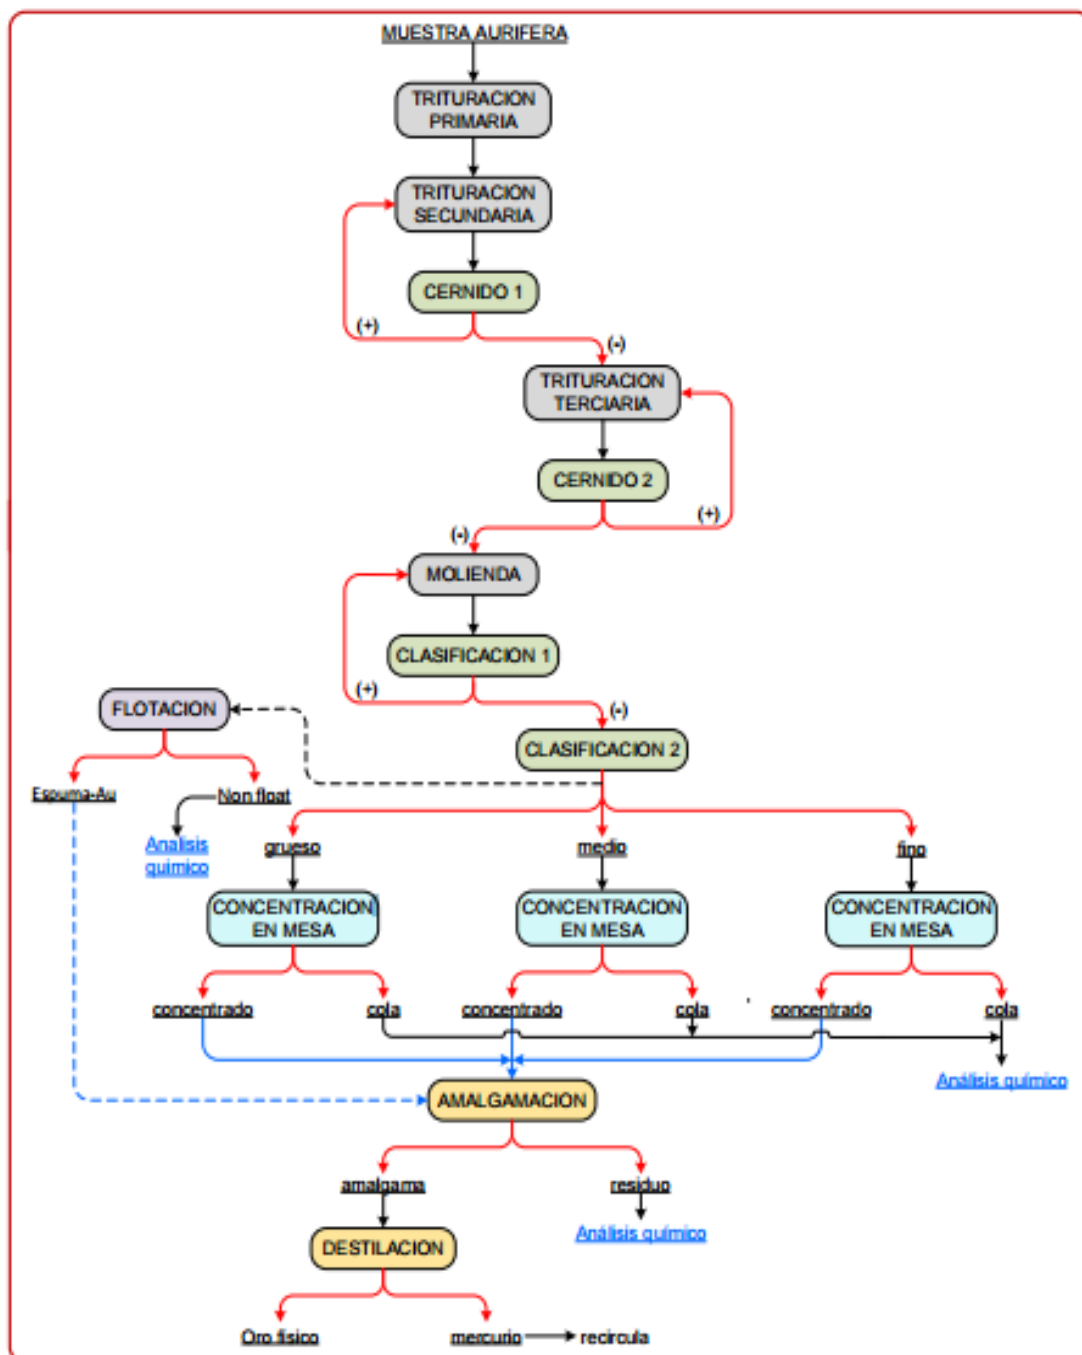 MUESTRA AURIFERA
TRITURACION
PRIMARIA
TRITURACION
SECUNDARIA
CERNIDO 1
(+)
(-)
TRITURACION
TERCIARIA
CERNIDO 2
(+)
(-)
MOLIENDA
CLASIFICACION 1
(+)
(-)
FLOTACION
CLASIFICACION 2
Espuma-Au
Non float
Analisis
quimico
grueso
medio
fino
CONCENTRACION
EN MESA
CONCENTRACION
EN MESA
CONCENTRACION
EN MESA
concentrado
cola
concentrado
cola
concentrado
cola
Análisis químico
AMALGAMACION
amalgama
residuo
Análisis químico
DESTILACION
Oro físico
mercurio
recircula